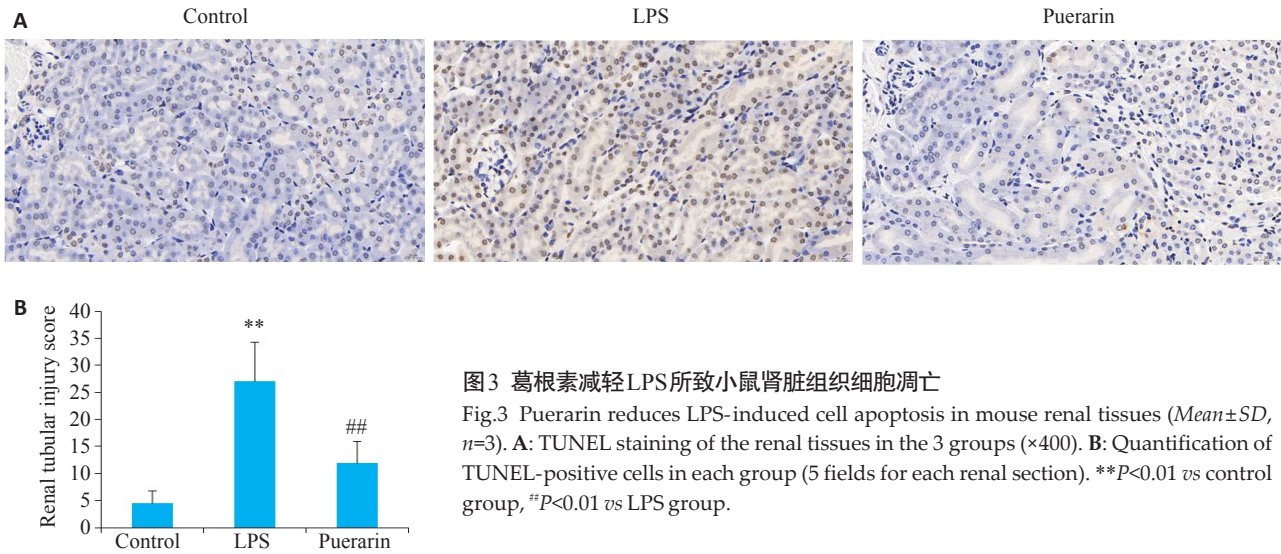 A
Control
LPS
Puerarin
B
Renal tubular injury score
40
35
30
25
20
15
10
5
0
**
##
Control
LPS
Puerarin
图3 葛根素减轻LPS所致小鼠肾脏组织细胞凋亡
Fig.3 Puerarin reduces LPS-induced cell apoptosis in mouse renal tissues (Mean±SD,
n=3). A: TUNEL staining of the renal tissues in the 3 groups (×400). B: Quantification of
TUNEL-positive cells in each group (5 fields for each renal section). **P<0.01 vs control
group, ##P<0.01 vs LPS group.